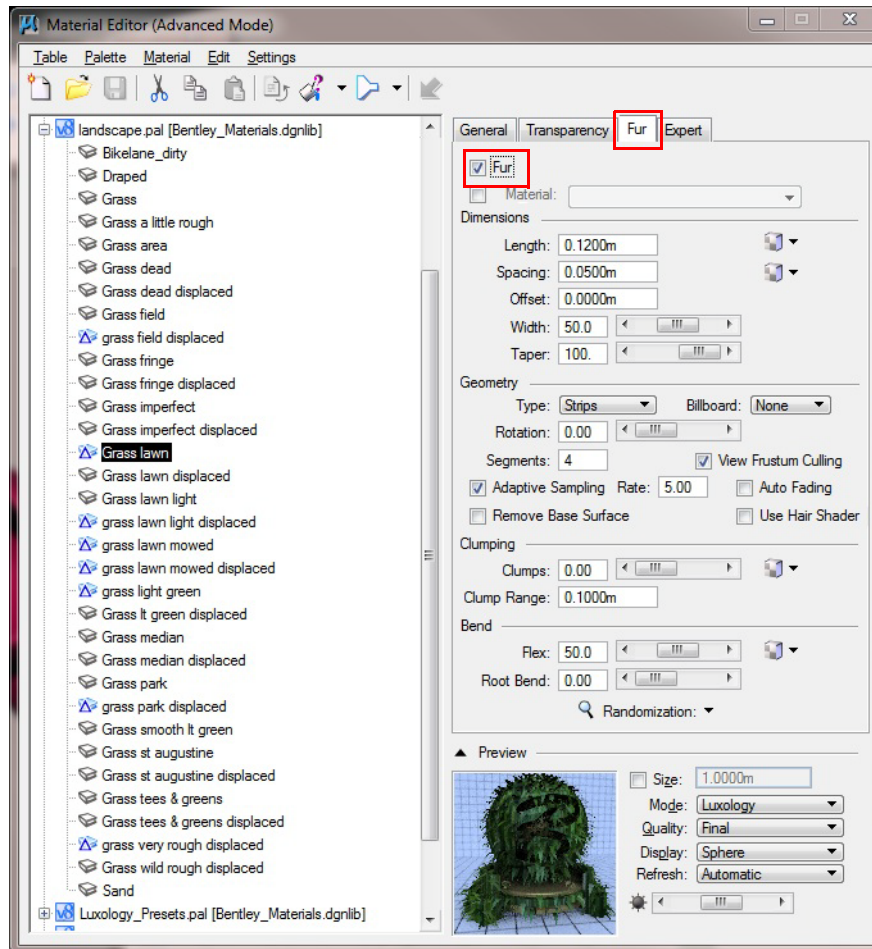 Material Editor (Advanced Mode)
Table Palette Material Edit Settings
landscape.pal [Bentley_Materials.dgnlib]
Bikelane_dirty
Draped
Grass
Grass a little rough
Grass area
Grass dead
Grass dead displaced
Grass field
grass field displaced
Grass fringe
Grass fringe displaced
Grass imperfect
Grass imperfect displaced
Grass lawn
Grass lawn displaced
Grass lawn light
grass lawn light displaced
grass lawn mowed
grass lawn mowed displaced
grass light green
Grass lt green displaced
Grass median
Grass median displaced
Grass park
grass park displaced
Grass smooth lt green
Grass st augustine
Grass st augustine displaced
Grass tees & greens
Grass tees & greens displaced
grass very rough displaced
Grass wild rough displaced
Sand
Luxology_Presets.pal [Bentley_Materials.dgnlib]
General Transparency Fur Expert
Fur
Material:
Dimensions
Length: 0.1200m
Spacing: 0.0500m
Offset: 0.0000m
Width: 50.0
Taper: 100.
Geometry
Type: Strips Billboard: None
Rotation: 0.00
Segments: 4 View Frustum Culling
Adaptive Sampling Rate: 5.00 Auto Fading
Remove Base Surface Use Hair Shader
Clumping
Clumps: 0.00
Clump Range: 0.1000m
Bend
Flex: 50.0
Root Bend: 0.00
Randomization:
Preview
Size: 1.0000m
Mode: Luxology
Quality: Final
Display: Sphere
Refresh: Automatic